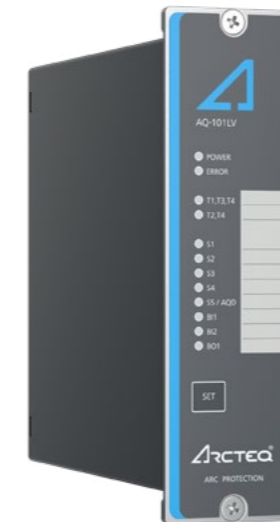 AQ-101LV
POWER
ERROR
T1,T3,T4
T2,T4
S1
S2
S3
S4
S5 / AQD
BI1
BI2
BO1
SET
ARCTEQ
ARC PROTECTION